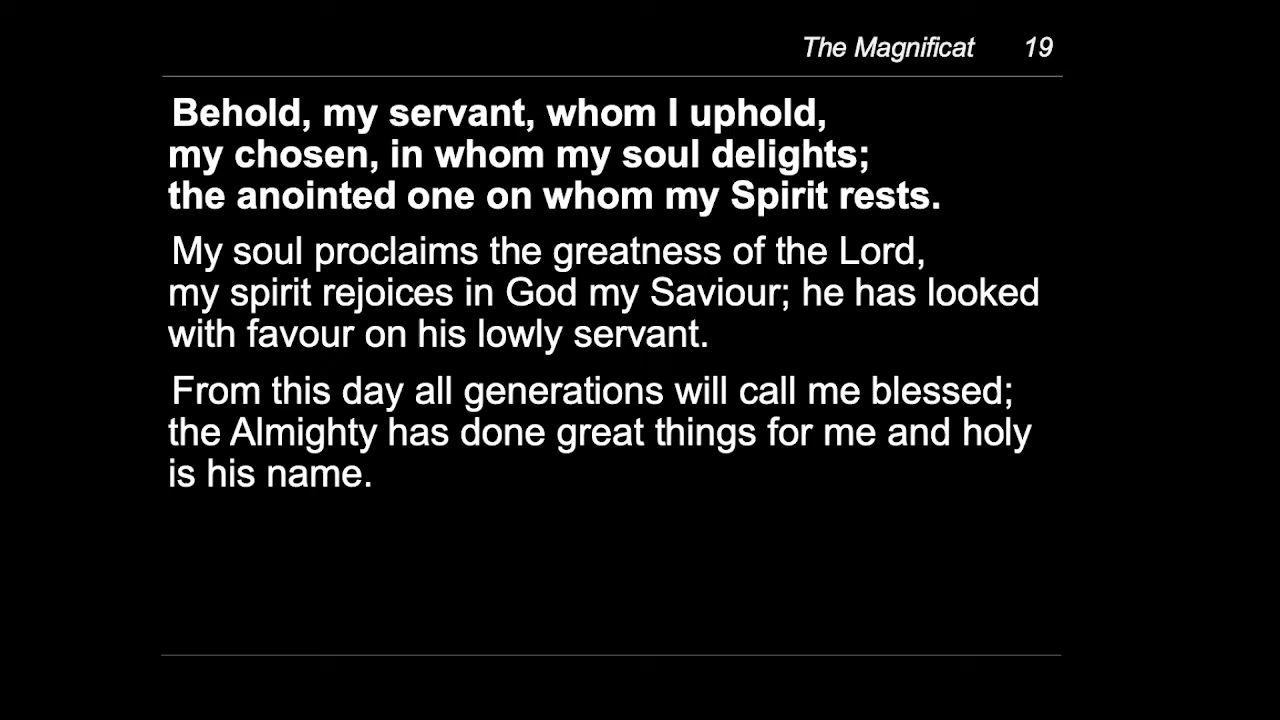 The Magnificat 19
Behold, my servant, whom I uphold,
my chosen, in whom my soul delights;
the anointed one on whom my Spirit rests.
My soul proclaims the greatness of the Lord,
my spirit rejoices in God my Saviour; he has looked
with favour on his lowly servant.
From this day all generations will call me blessed;
the Almighty has done great things for me and holy
is his name.